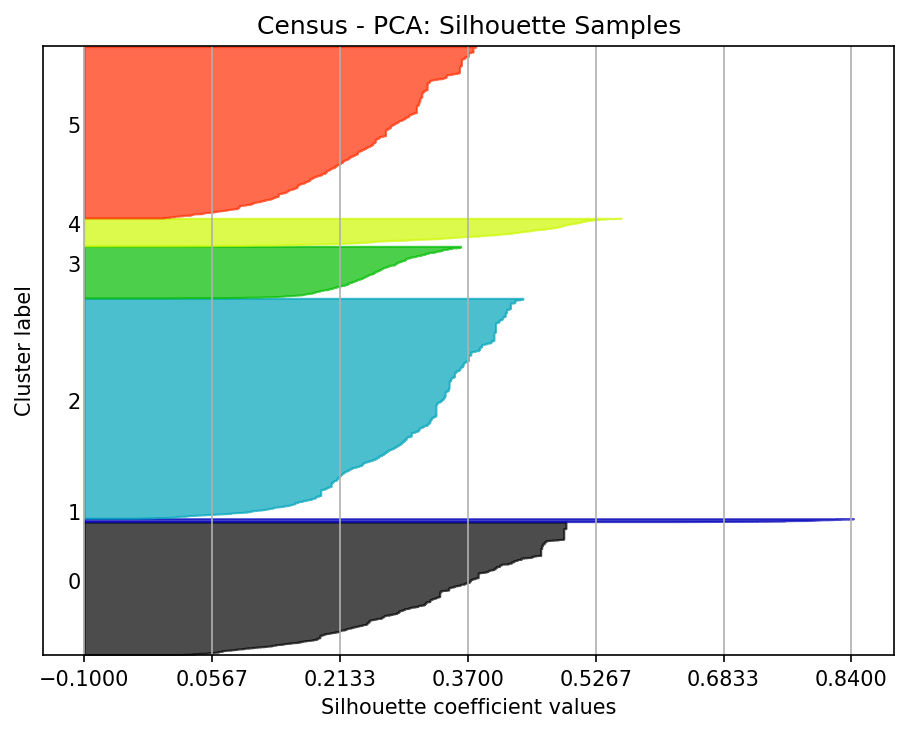 Census - PCA: Silhouette Samples
Cluster label
5
4
3
2
1
0
−0.1000 0.0567 0.2133 0.3700 0.5267 0.6833 0.8400
Silhouette coefficient values